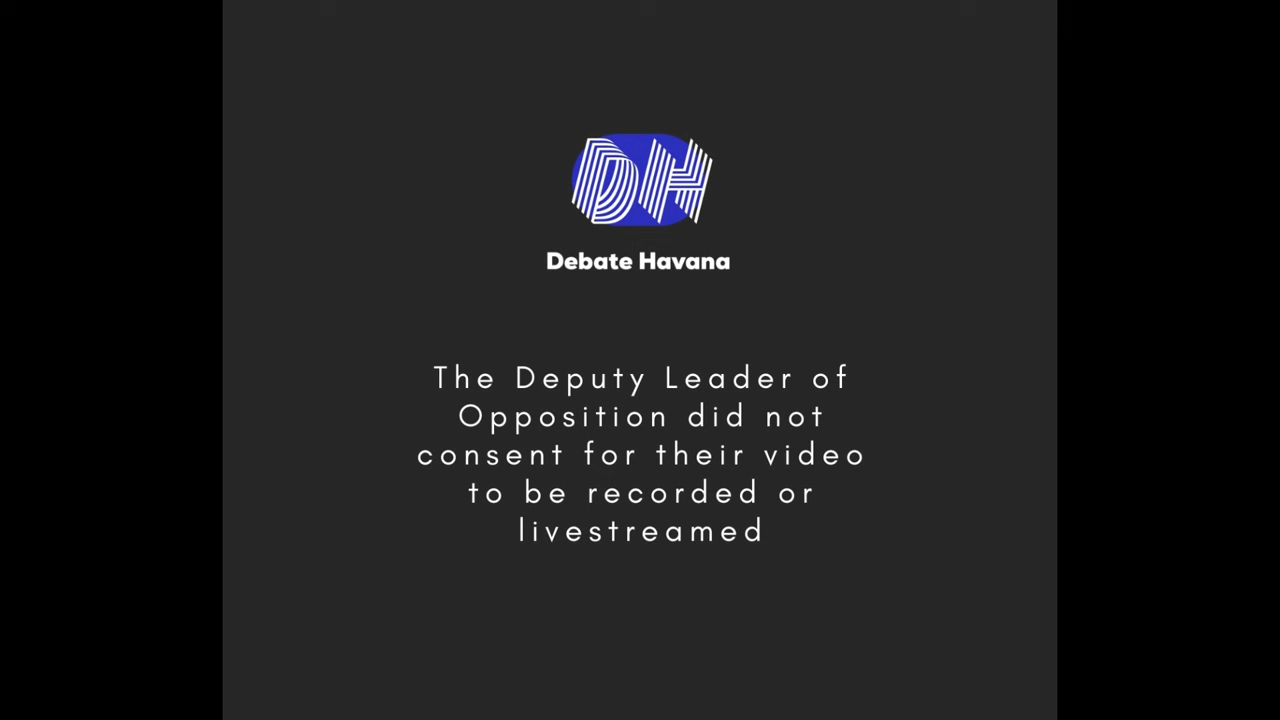 DH
Debate Havana
The Deputy Leader of
Opposition did not
consent for their video
to be recorded or
livestreamed